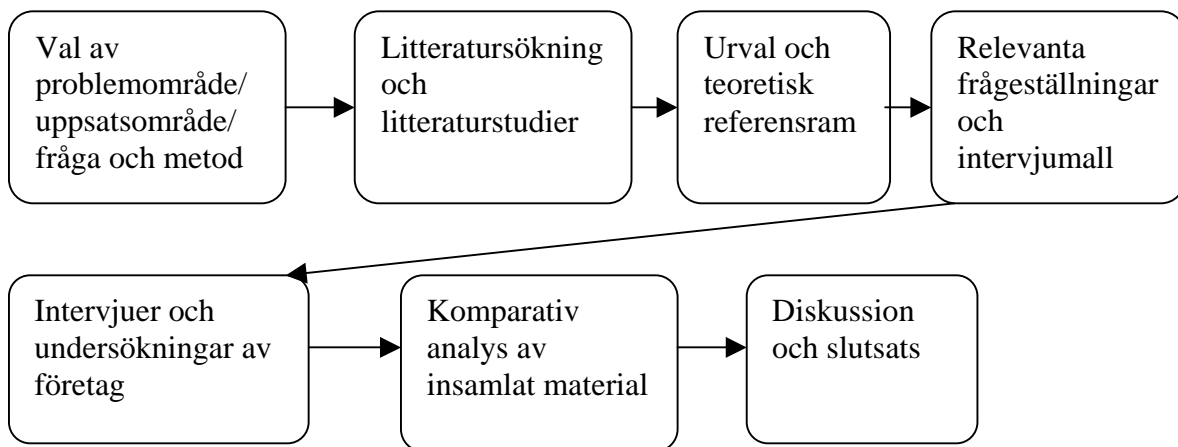 Val av
problemområde/
uppsatsområde/
fråga och metod
Litteratursökning
och
litteraturstudier
Urval och
teoretisk
referensram
Relevanta
frågeställningar
och
intervjumall
Intervjuer och
undersökningar av
företag
Komparativ
analys av
insamlat material
Diskussion
och slutsats